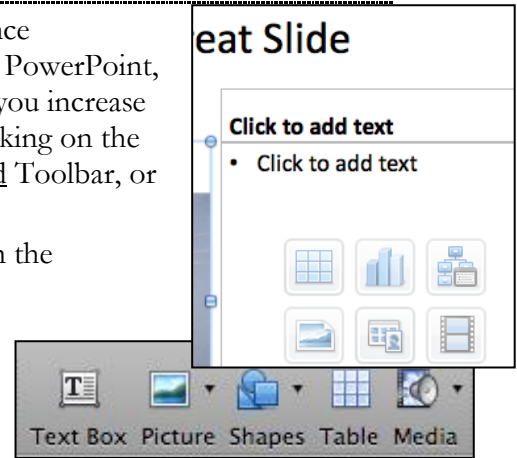 PowerPoint,
you increase
king on the
Toolbar, or
the
eat Slide
Click to add text
• Click to add text
Text Box Picture Shapes Table Media